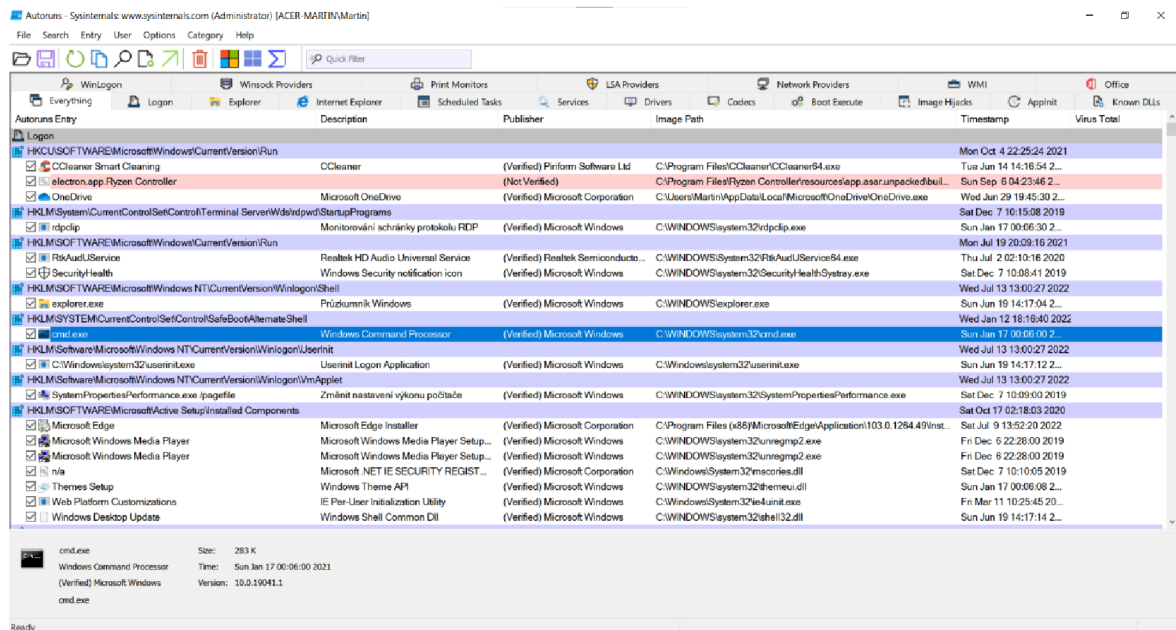 Autoruns - Sysinternals: www.sysinternals.com (Administrator) [ACER-MARTIN\Martin]
File Search Entry User Options Category Help
Quick Filter
WinLogon Winsock Providers Print Monitors LSA Providers Network Providers WMI Office
Everything Logon Explorer Internet Explorer Scheduled Tasks Services Drivers Codecs Boot Execute Image Hijacks AppInit Known DLLs
Autoruns Entry Description Publisher Image Path Timestamp Virus Total
Logon
HKCU\SOFTWARE\Microsoft\Windows\CurrentVersion\Run Mon Oct 4 22:25:24 2021
CCleaner Smart Cleaning CCleaner (Verified) Piriform Software Ltd C:\Program Files\CCleaner\CCleaner64.exe Tue Jun 14 14:16:54 2...
electron.app.Ryzen Controller (Not Verified) C:\Program Files\Ryzen Controller\resources\app.asar.unpacked\buil... Sun Sep 6 04:23:46 2...
OneDrive Microsoft OneDrive (Verified) Microsoft Corporation C:\Users\Martin\AppData\Local\Microsoft\OneDrive\OneDrive.exe Wed Jun 29 19:45:30 2...
HKLM\System\CurrentControlSet\Control\Terminal Server\Wds\rdpwd\StartupPrograms Sat Dec 7 10:15:08 2019
rdpclip Monitorování schránky protokolu RDP (Verified) Microsoft Windows C:\WINDOWS\system32\rdpclip.exe Sun Jan 17 00:06:30 2...
HKLM\SOFTWARE\Microsoft\Windows\CurrentVersion\Run Mon Jul 19 20:09:16 2021
RtkAudUService Realtek HD Audio Universal Service (Verified) Realtek Semiconducto... C:\WINDOWS\System32\RtkAudUService64.exe Thu Jul 2 02:10:16 2020
SecurityHealth Windows Security notification icon (Verified) Microsoft Windows C:\WINDOWS\system32\SecurityHealthSystray.exe Sat Dec 7 10:08:41 2019
HKLM\SOFTWARE\Microsoft\Windows NT\CurrentVersion\Winlogon\Shell Wed Jul 13 13:00:27 2022
explorer.exe Průzkumník Windows (Verified) Microsoft Windows C:\WINDOWS\explorer.exe Sun Jun 19 14:17:04 2...
HKLM\SYSTEM\CurrentControlSet\Control\SafeBoot\AlternateShell Wed Jan 12 18:16:40 2022
cmd.exe Windows Command Processor (Verified) Microsoft Windows C:\WINDOWS\system32\cmd.exe Sun Jan 17 00:06:00 2...
HKLM\Software\Microsoft\Windows NT\CurrentVersion\Winlogon\Userinit Wed Jul 13 13:00:27 2022
C:\Windows\system32\userinit.exe Userinit Logon Application (Verified) Microsoft Windows C:\Windows\system32\userinit.exe Sun Jun 19 14:17:12 2...
HKLM\Software\Microsoft\Windows NT\CurrentVersion\Winlogon\VmApplet Wed Jul 13 13:00:27 2022
SystemPropertiesPerformance.exe /pagefile Změnit nastavení výkonu počítače (Verified) Microsoft Windows C:\WINDOWS\system32\SystemPropertiesPerformance.exe Sat Dec 7 10:09:00 2019
HKLM\SOFTWARE\Microsoft\Active Setup\Installed Components Sat Oct 17 02:18:03 2020
Microsoft Edge Microsoft Edge Installer (Verified) Microsoft Corporation C:\Program Files (x86)\Microsoft\Edge\Application\103.0.1264.49\Inst... Sat Jul 9 13:52:20 2022
Microsoft Windows Media Player Microsoft Windows Media Player Setup... (Verified) Microsoft Windows C:\WINDOWS\system32\unregmp2.exe Fri Dec 6 22:28:00 2019
Microsoft Windows Media Player Microsoft Windows Media Player Setup... (Verified) Microsoft Windows C:\WINDOWS\system32\unregmp2.exe Fri Dec 6 22:28:00 2019
n/a Microsoft .NET IE SECURITY REGIST... (Verified) Microsoft Corporation C:\Windows\System32\mscories.dll Sat Dec 7 10:10:05 2019
Themes Setup Windows Theme API (Verified) Microsoft Windows C:\WINDOWS\system32\themeui.dll Sun Jan 17 00:06:08 2...
Web Platform Customizations IE Per-User Initialization Utility (Verified) Microsoft Windows C:\Windows\System32\ie4uinit.exe Fri Mar 11 10:25:45 20...
Windows Desktop Update Windows Shell Common Dll (Verified) Microsoft Windows C:\WINDOWS\system32\shell32.dll Sun Jun 19 14:17:14 2...
cmd.exe Size: 283 K
Windows Command Processor Time: Sun Jan 17 00:06:00 2021
(Verified) Microsoft Windows Version: 10.0.19041.1
cmd.exe
Ready